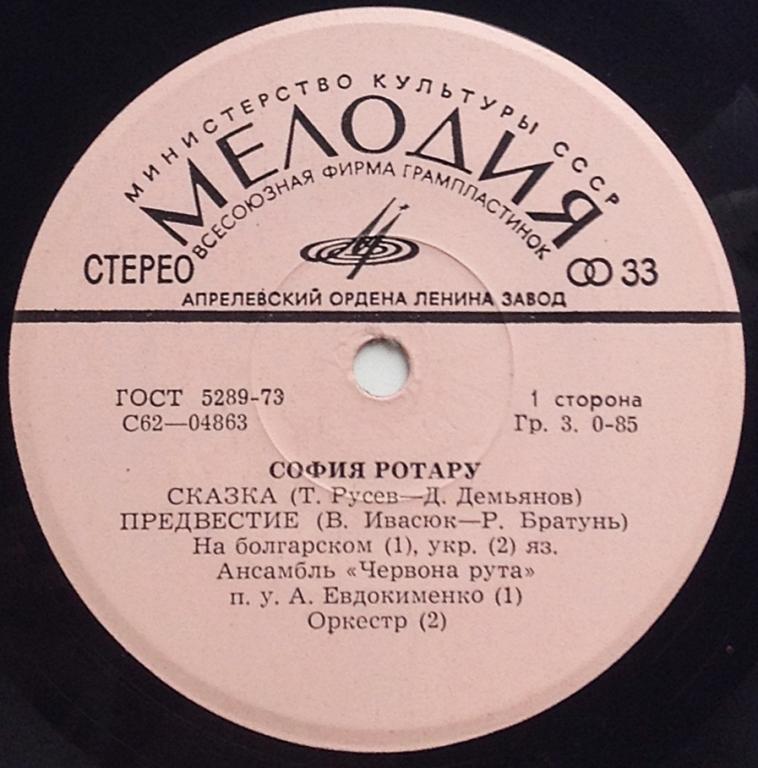 МИНИСТЕРСТВО КУЛЬТУРЫ СССР
МЕЛОДИЯ
ВСЕСОЮЗНАЯ ФИРМА ГРАМПЛАСТИНОК
СТЕРЕО 33
АПРЕЛЕВСКИЙ ОРДЕНА ЛЕНИНА ЗАВОД
ГОСТ 5289-73 1 сторона
С62—04863 Гр. 3. 0-85
СОФИЯ РОТАРУ
СКАЗКА (Т. Русев—Д. Демьянов)
ПРЕДВЕСТИЕ (В. Ивасюк—Р. Братунь)
На болгарском (1), укр. (2) яз.
Ансамбль «Червона рута»
п. у. А. Евдокименко (1)
Оркестр (2)